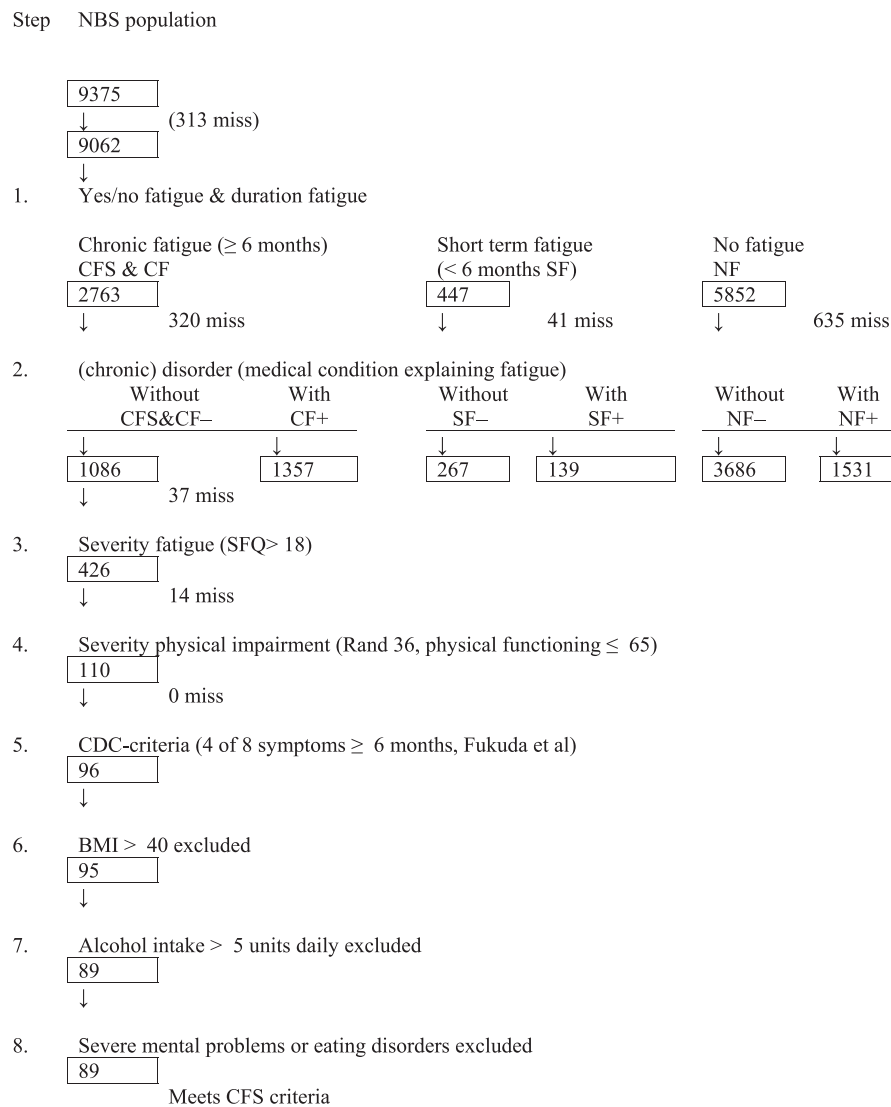 Step NBS population
9375
↓ (313 miss)
9062
↓
1. Yes/no fatigue & duration fatigue
Chronic fatigue (≥ 6 months) Short term fatigue No fatigue
CFS & CF (< 6 months SF) NF
2763 447 5852
↓ 320 miss ↓ 41 miss ↓ 635 miss
2. (chronic) disorder (medical condition explaining fatigue)
Without With Without With Without With
CFS&CF– CF+ SF– SF+ NF– NF+
↓ ↓ ↓ ↓ ↓ ↓
1086 1357 267 139 3686 1531
↓ 37 miss
3. Severity fatigue (SFQ> 18)
426
↓ 14 miss
4. Severity physical impairment (Rand 36, physical functioning ≤ 65)
110
↓ 0 miss
5. CDC-criteria (4 of 8 symptoms ≥ 6 months, Fukuda et al)
96
↓
6. BMI > 40 excluded
95
↓
7. Alcohol intake > 5 units daily excluded
89
↓
8. Severe mental problems or eating disorders excluded
89
Meets CFS criteria